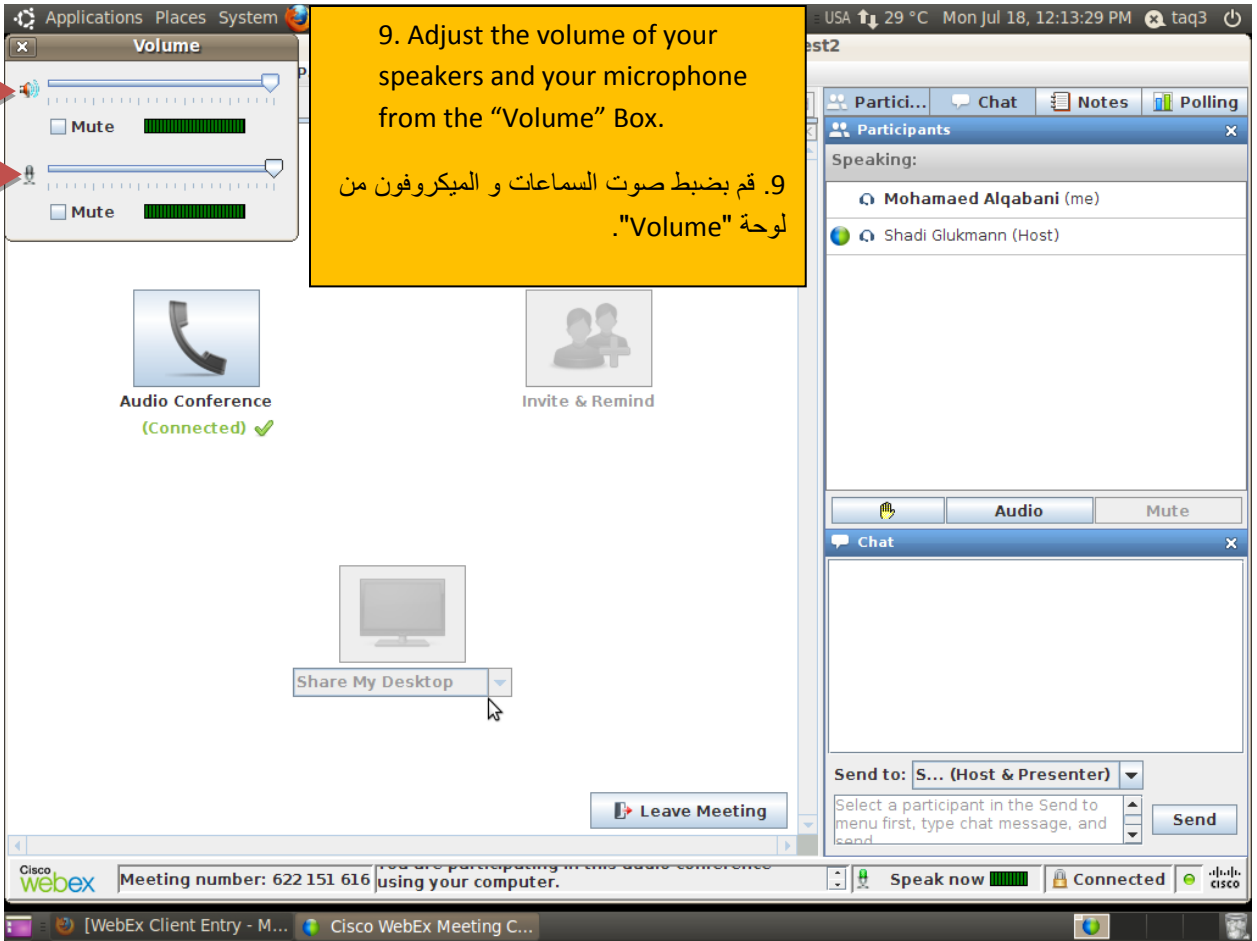 Applications Places System
USA 29 °C Mon Jul 18, 12:13:29 PM taq3
Volume
Mute
Mute
9. Adjust the volume of your
speakers and your microphone
from the “Volume” Box.
9. قم بضبط صوت السماعات و الميكروفون من
لوحة "Volume".
Audio Conference
(Connected)
Invite & Remind
Share My Desktop
Leave Meeting
Partici... Chat Notes Polling
Participants
Speaking:
Mohamaed Alqabani (me)
Shadi Glukmann (Host)
Audio Mute
Chat
Send to: S... (Host & Presenter)
Select a participant in the Send to
menu first, type chat message, and
send
Send
Cisco
webex
Meeting number: 622 151 616
You are participating in this audio conference
using your computer.
Speak now
Connected
cisco
[WebEx Client Entry - M...
Cisco WebEx Meeting C...